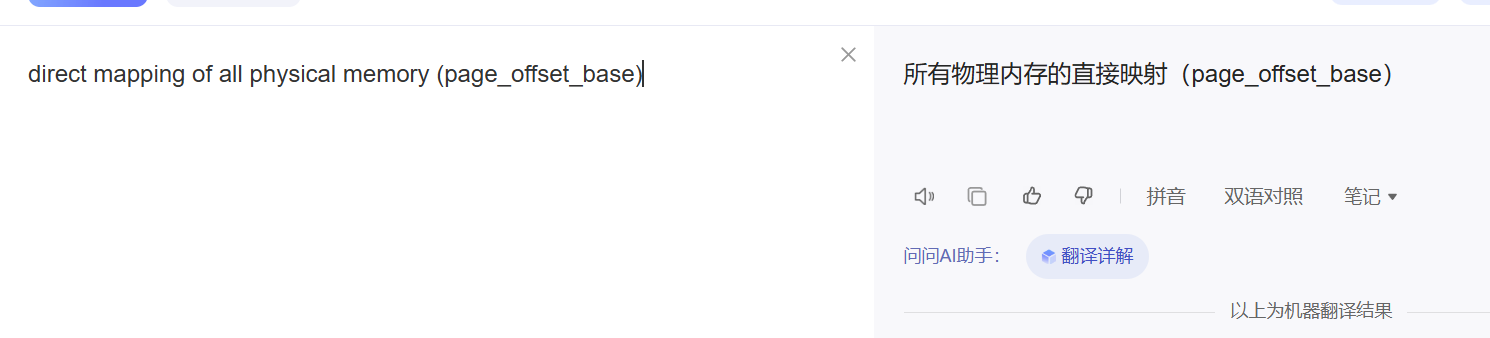 direct mapping of all physical memory (page_offset_base)
所有物理内存的直接映射（page_offset_base）
拼音 双语对照 笔记
问问AI助手： 翻译详解
以上为机器翻译结果